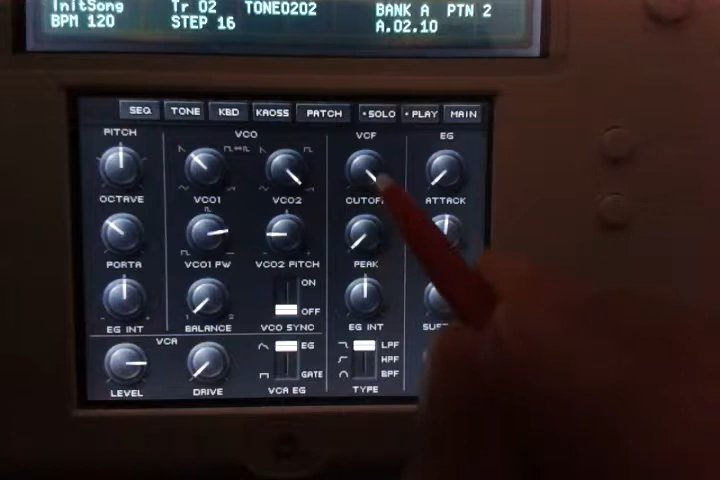 InitSong Tr 02 TONE0202 BANK A PTN 2
BPM 120 STEP 16 A.02.10
SEQ TONE KBD KAOSS PATCH SOLO PLAY MAIN
PITCH VCO VCF EG
OCTAVE VCO1 VCO2 CUTOFF ATTACK
PORTA VCO1 PW VCO2 PITCH PEAK
ON
1 2 OFF
EG INT BALANCE VCO SYNC EG INT
VCA
EG LPF
HPF
GATE BPF
LEVEL DRIVE VCA EG TYPE